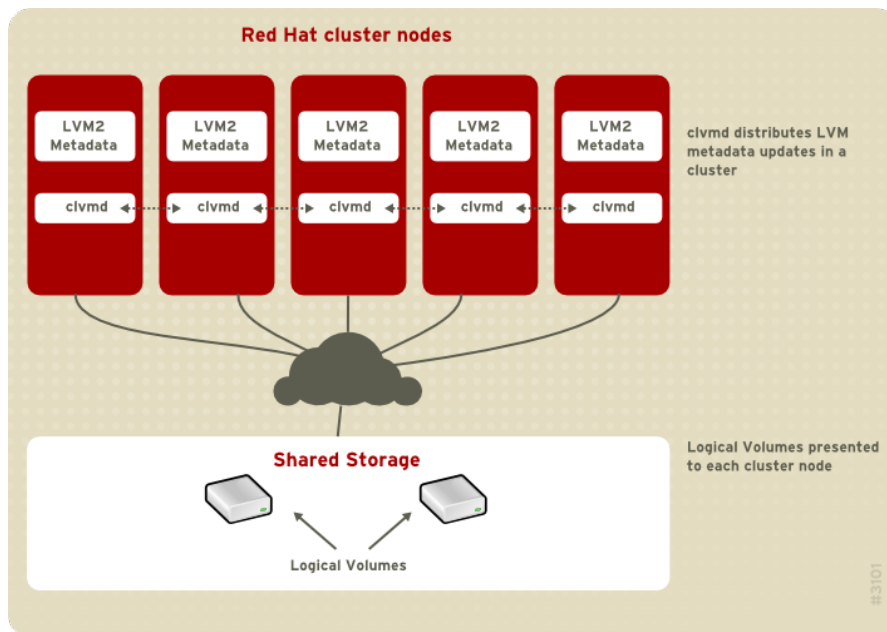 Red Hat cluster nodes
LVM2
Metadata
LVM2
Metadata
LVM2
Metadata
LVM2
Metadata
LVM2
Metadata
clvmd distributes LVM
metadata updates in a
cluster
clvmd
clvmd
clvmd
clvmd
clvmd
Shared Storage
Logical Volumes presented
to each cluster node
Logical Volumes
#3101